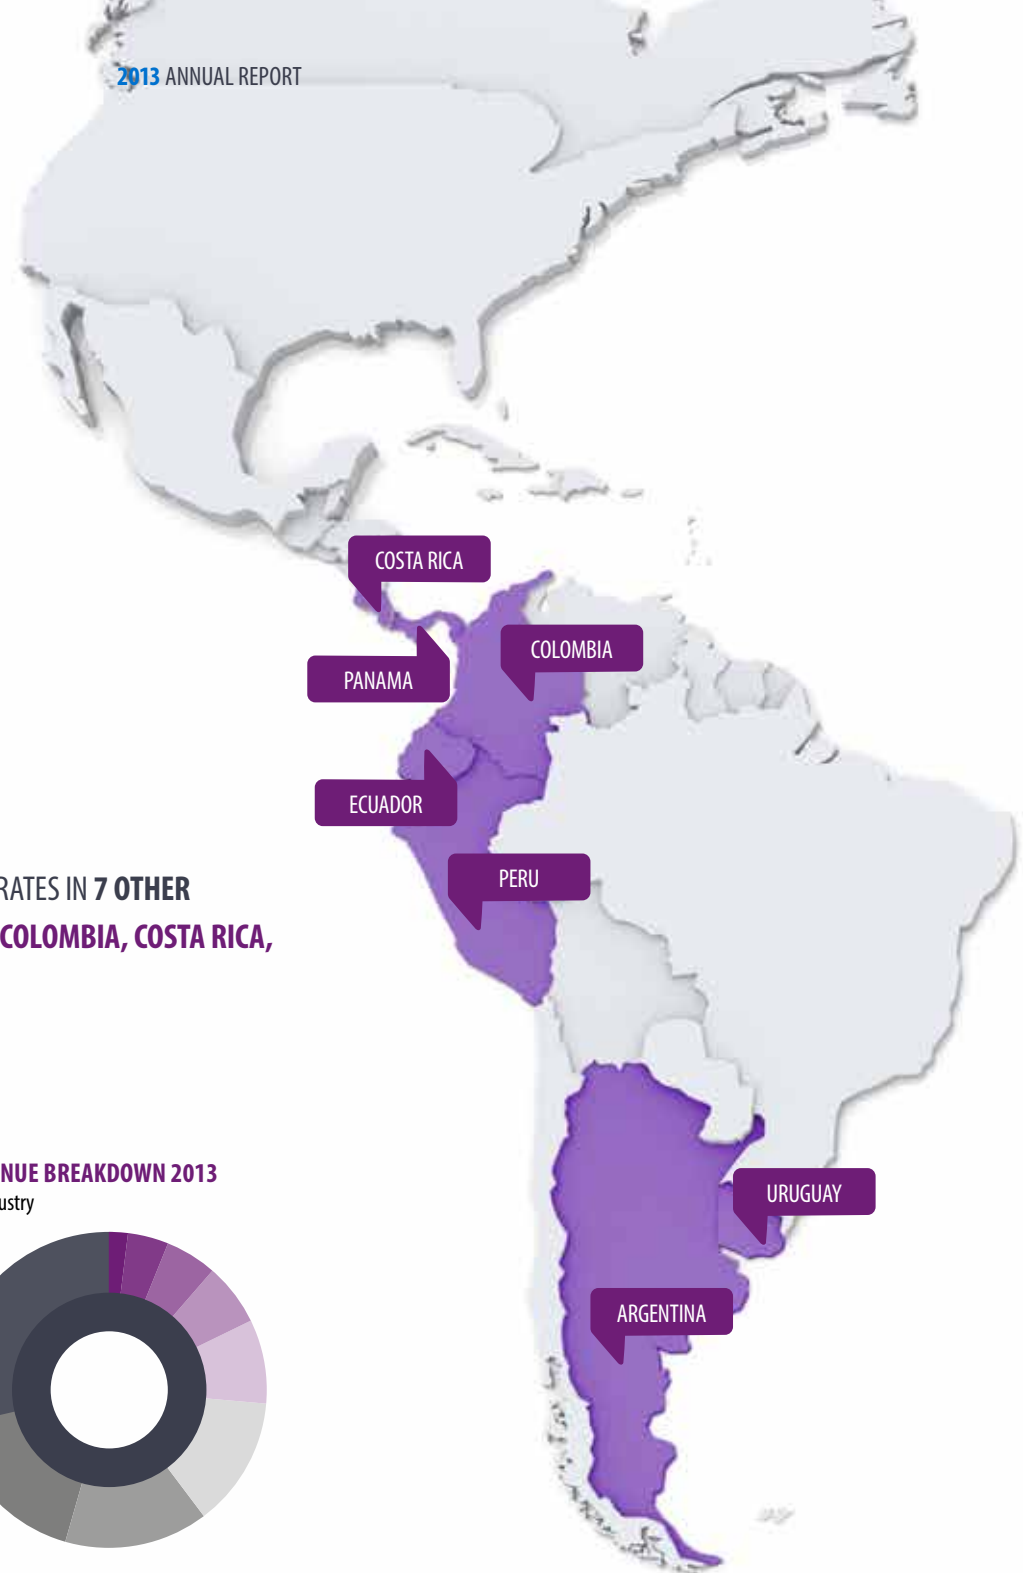 2013 ANNUAL REPORT
COSTA RICA
COLOMBIA
PANAMA
ECUADOR
PERU
RATES IN 7 OTHER
COLOMBIA, COSTA RICA,
NUE BREAKDOWN 2013
ustry
URUGUAY
ARGENTINA